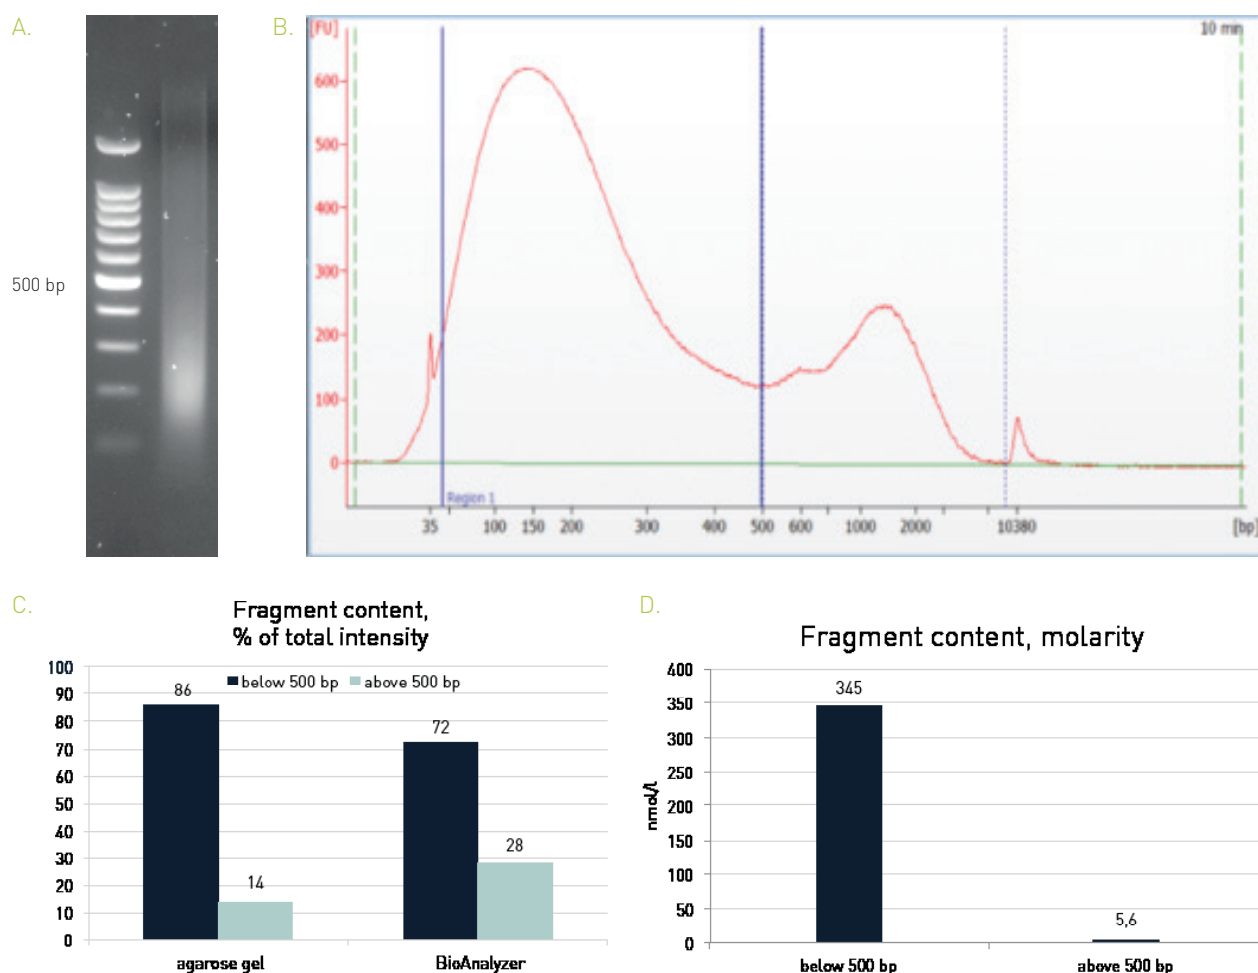 A.
B.
500 bp
[FU]
10 min
600
500
400
300
200
100
0
Region 1
35 100 150 200 300 400 500 600 1000 2000 10380 [bp]
C.
Fragment content,
% of total intensity
below 500 bp above 500 bp
100
90
80
70
60
50
40
30
20
10
0
86
14
72
28
agarose gel BioAnalyzer
D.
Fragment content, molarity
nmol/l
400
350
300
250
200
150
100
50
0
345
5,6
below 500 bp above 500 bp